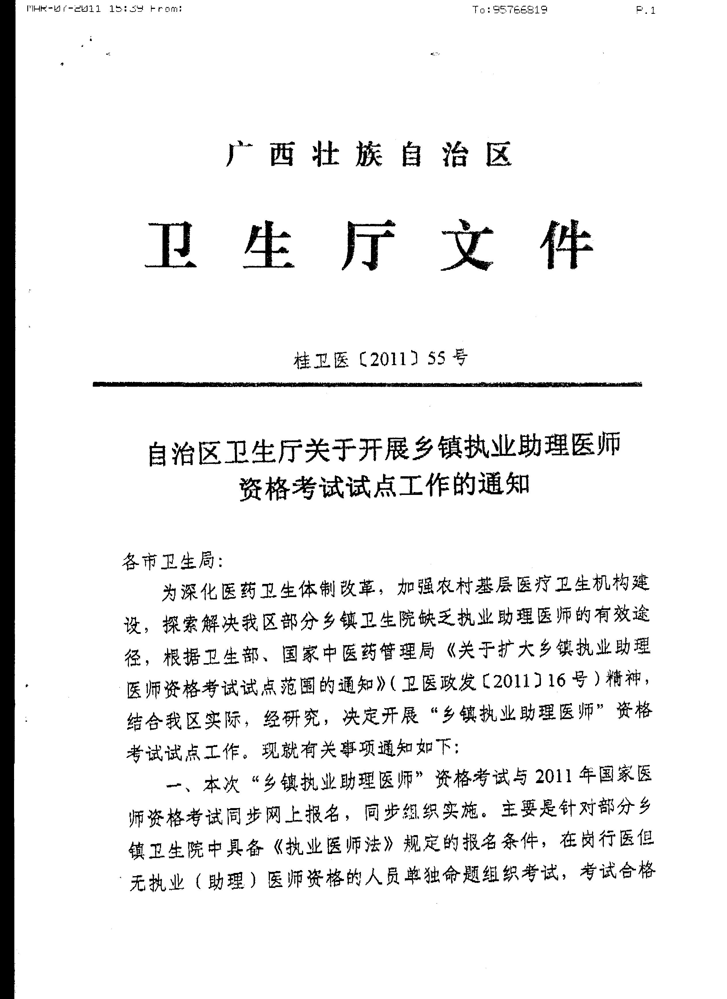 MAR-07-2011 15:39 From: To:95766819 P.1
广西壮族自治区
卫生厅文件
桂卫医〔2011〕55号
自治区卫生厅关于开展乡镇执业助理医师
资格考试试点工作的通知
各市卫生局:
为深化医药卫生体制改革，加强农村基层医疗卫生机构建
设，探索解决我区部分乡镇卫生院缺乏执业助理医师的有效途
径，根据卫生部、国家中医药管理局《关于扩大乡镇执业助理
医师资格考试试点范围的通知》（卫医政发〔2011〕16号）精神，
结合我区实际，经研究，决定开展“乡镇执业助理医师”资格
考试试点工作。现就有关事项通知如下：
一、本次“乡镇执业助理医师”资格考试与2011年国家医
师资格考试同步网上报名，同步组织实施。主要是针对部分乡
镇卫生院中具备《执业医师法》规定的报名条件，在岗行医但
无执业（助理）医师资格的人员单独命题组织考试，考试合格